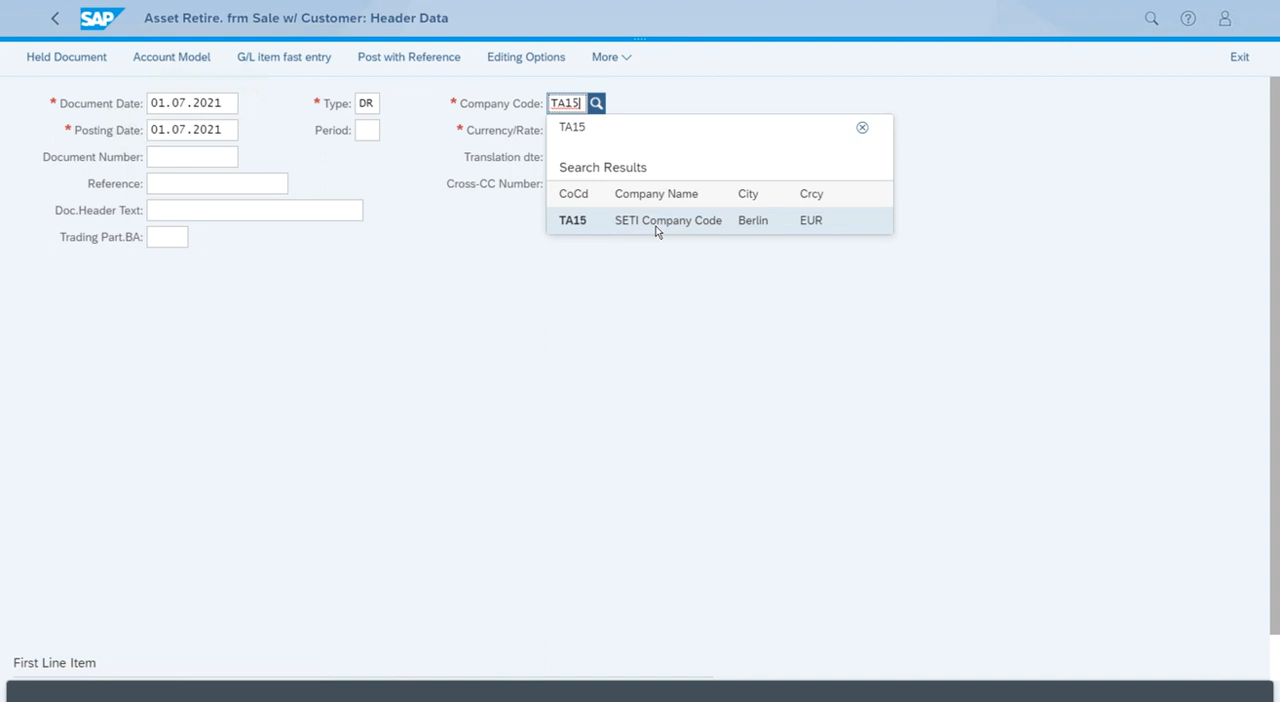 SAP Asset Retire. frm Sale w/ Customer: Header Data
Held Document Account Model G/L item fast entry Post with Reference Editing Options More Exit
* Document Date: 01.07.2021 * Type: DR * Company Code: TA15
* Posting Date: 01.07.2021 Period: * Currency/Rate:
Document Number: Translation dte:
Reference: Cross-CC Number:
Doc.Header Text:
Trading Part.BA:
TA15
Search Results
CoCd Company Name City Crcy
TA15 SETI Company Code Berlin EUR
First Line Item